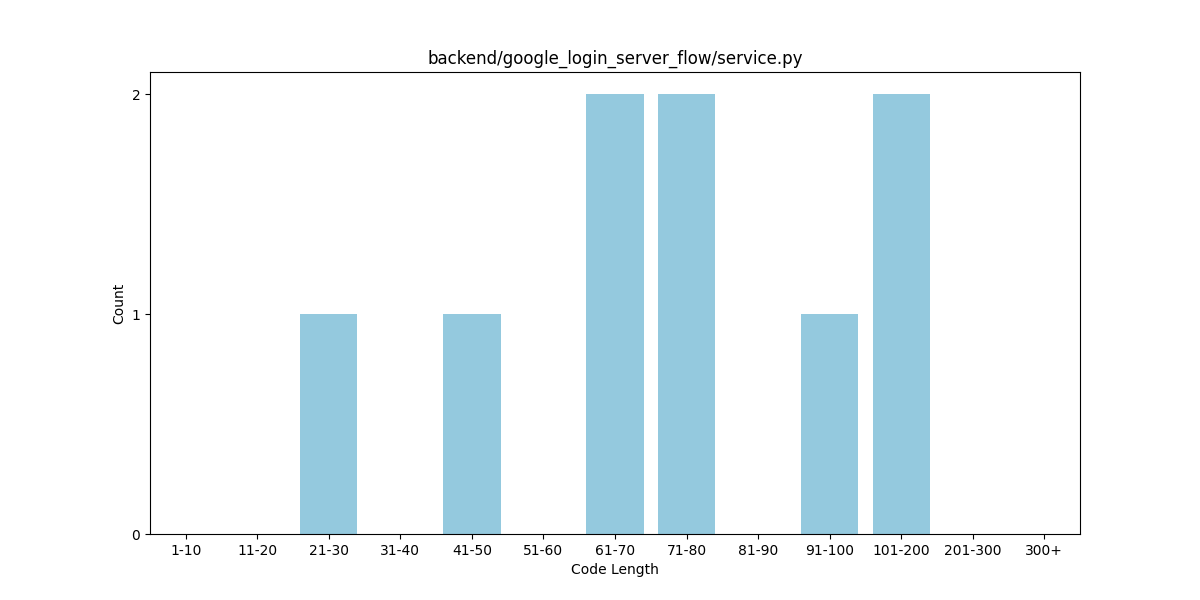 backend/google_login_server_flow/service.py
2
1
0
Count
1-10 11-20 21-30 31-40 41-50 51-60 61-70 71-80 81-90 91-100 101-200 201-300 300+
Code Length